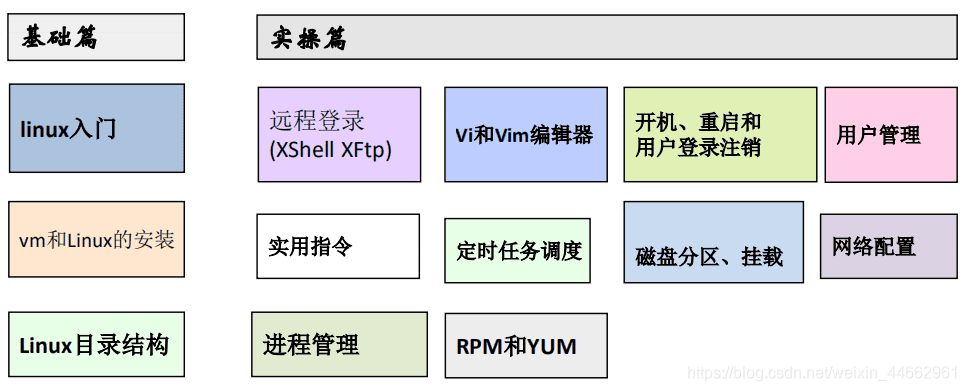 基础篇
实操篇
linux入门
远程登录
(XShell XFtp)
Vi和Vim编辑器
开机、重启和
用户登录注销
用户管理
vm和Linux的安装
实用指令
定时任务调度
磁盘分区、挂载
网络配置
Linux目录结构
进程管理
RPM和YUM
https://blog.csdn.net/weixin_44662961